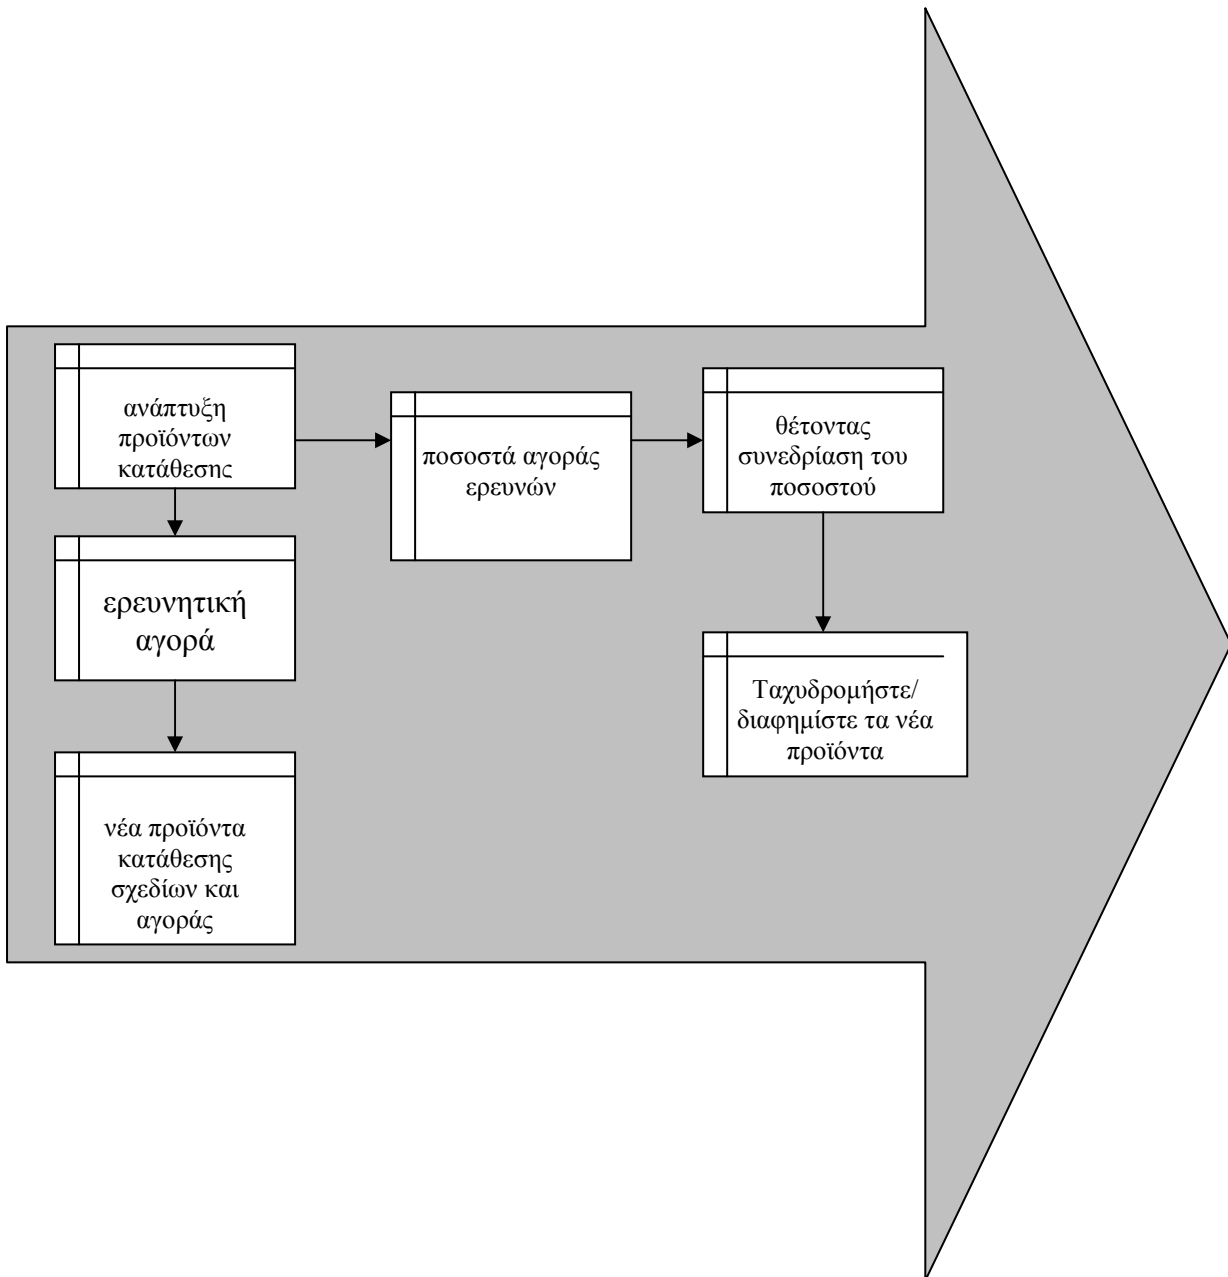 ανάπτυξη
προϊόντων
κατάθεσης
ποσοστά αγοράς
ερευνών
θέτοντας
συνεδρίαση του
ποσοστού
ερευνητική
αγορά
Ταχυδρομήστε/
διαφημίστε τα νέα
προϊόντα
νέα προϊόντα
κατάθεσης
σχεδίων και
αγοράς